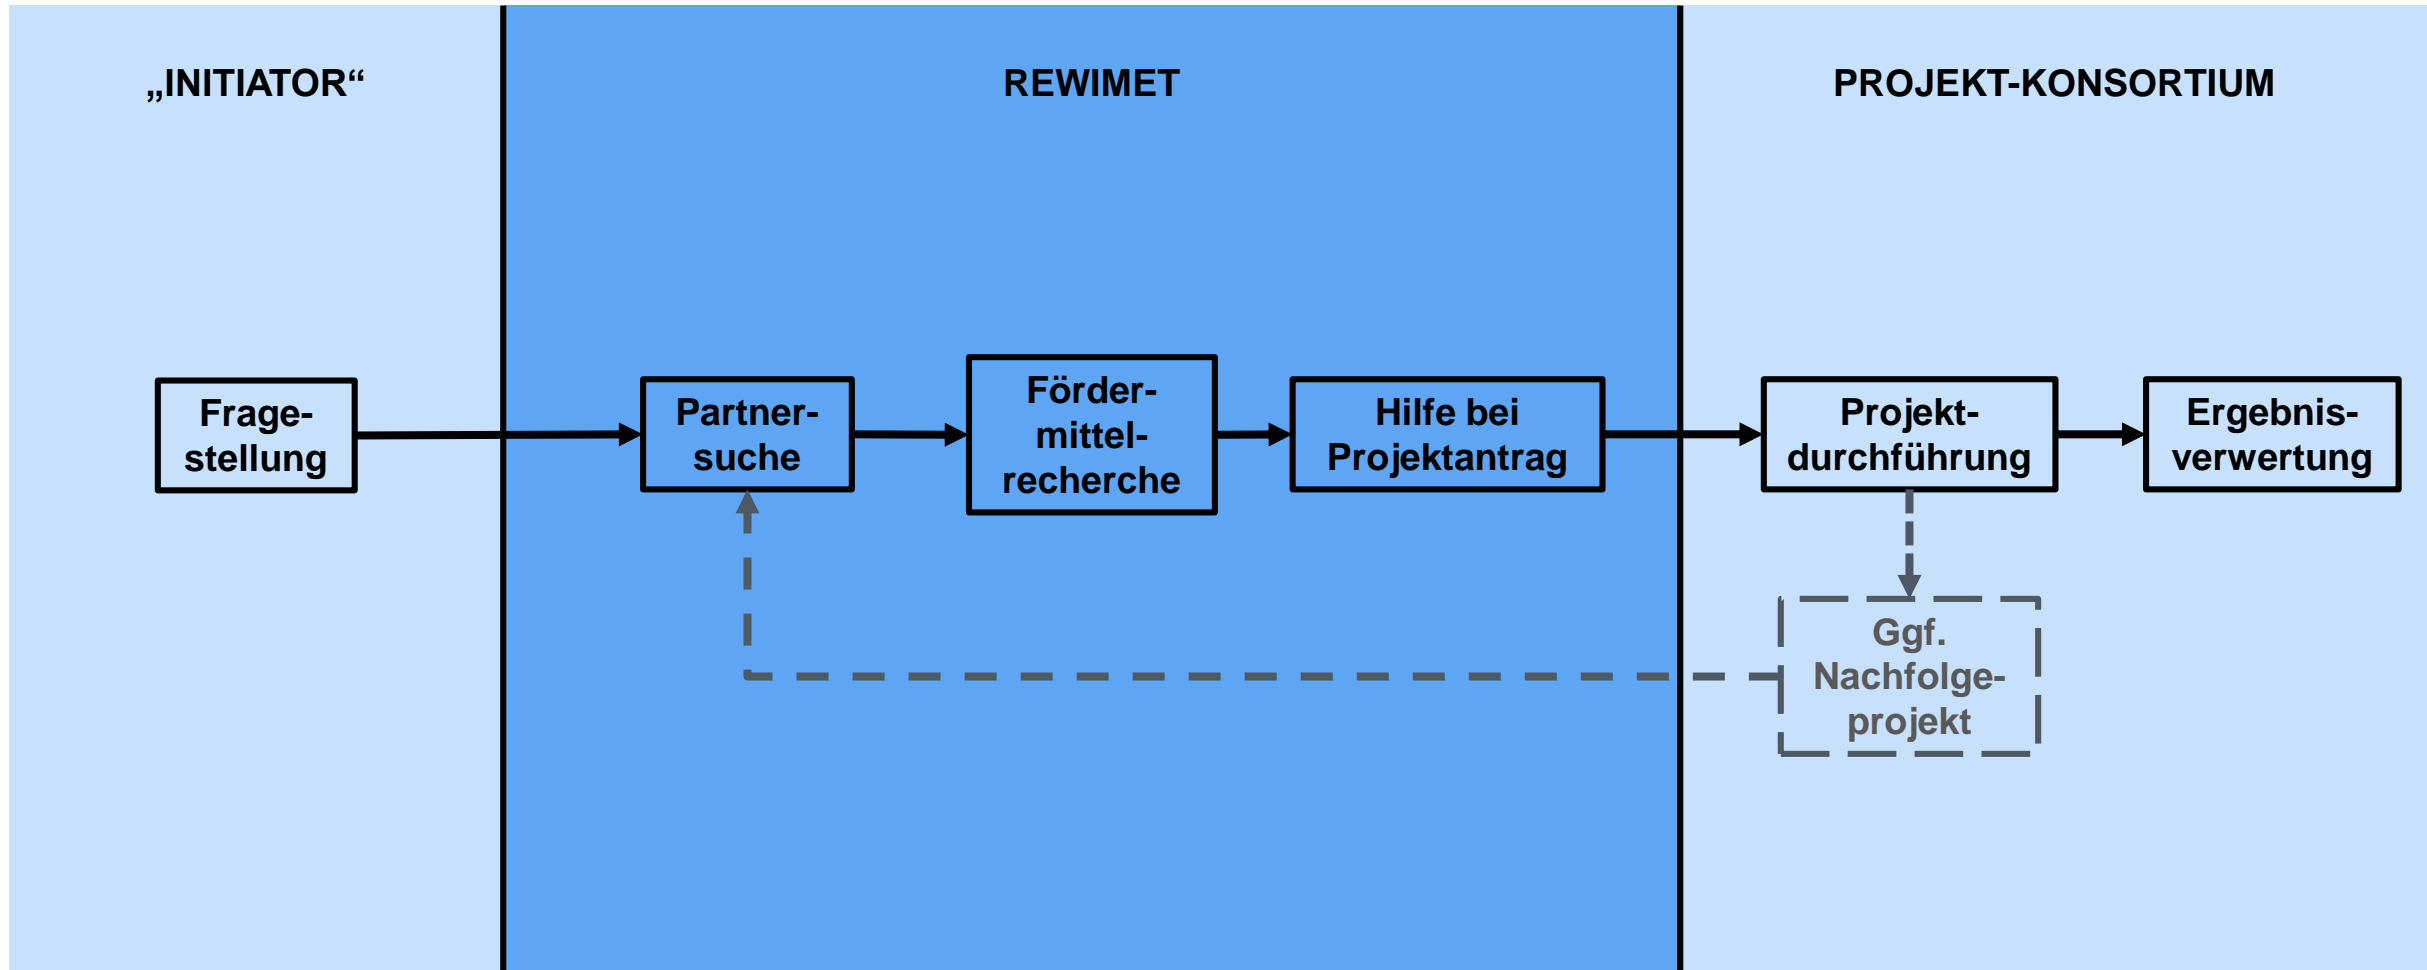 „INITIATOR“
REWIMET
PROJEKT-KONSORTIUM
Frage-
stellung
Partner-
suche
Förder-
mittel-
recherche
Hilfe bei
Projektantrag
Projekt-
durchführung
Ergebnis-
verwertung
Ggf.
Nachfolge-
projekt